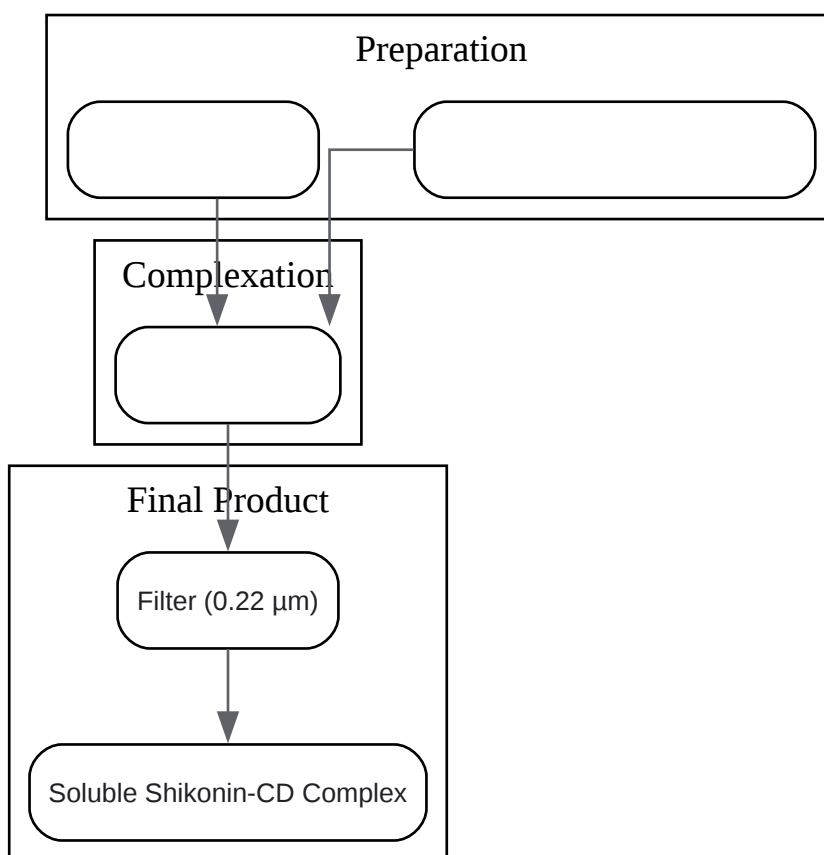 Preparation
Complexation
Final Product
Filter (0.22 µm)
Soluble Shikonin-CD Complex